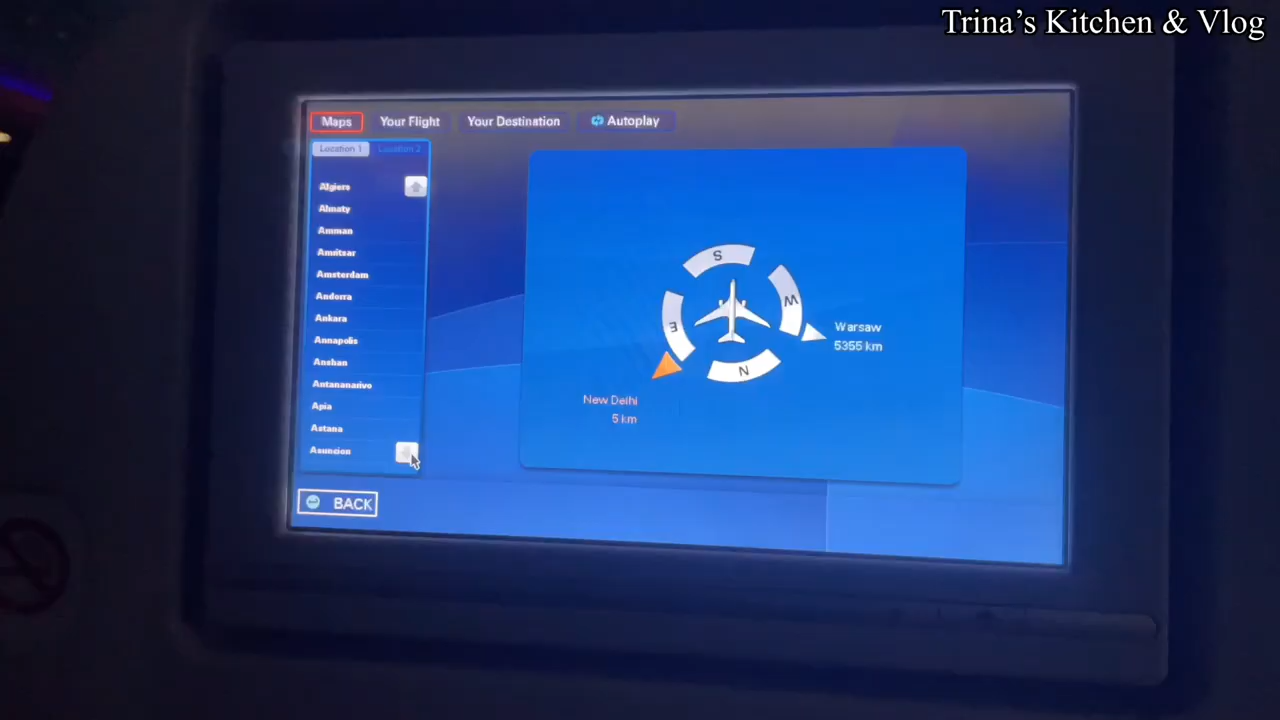 Trina's Kitchen & Vlog
Maps
Your Flight
Your Destination
Autoplay
Location 1
Location 2
Algiers
Almaty
Amman
Amritsar
Amsterdam
Andorra
Ankara
Annapolis
Anshan
Antananarivo
Apia
Astana
Asuncion
S
W
E
N
Warsaw
5355 km
New Delhi
5 km
BACK